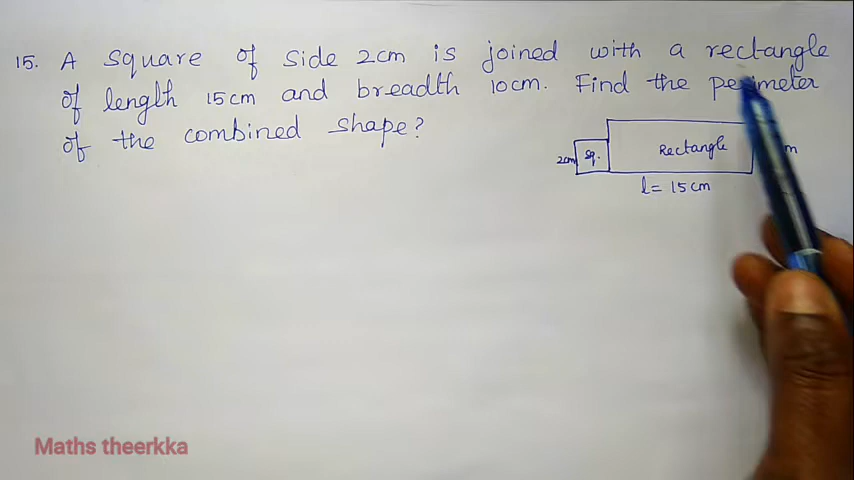 15. A square of side 2cm is joined with a rectangle
of length 15cm and breadth 10cm. Find the perimeter
of the combined shape?
2cm sq. Rectangle
l = 15cm
Maths theerkka